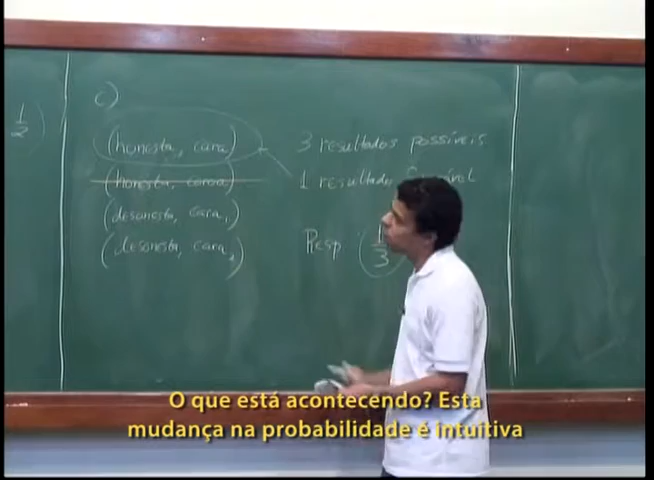 1/2
c)
(honesta, cara)
3 resultados possíveis.
(honesta, coroa)
1 resultado favorável
(desonesta, cara₁)
(desonesta, cara₂)
Resp: 1/3
O que está acontecendo? Esta
mudança na probabilidade é intuitiva